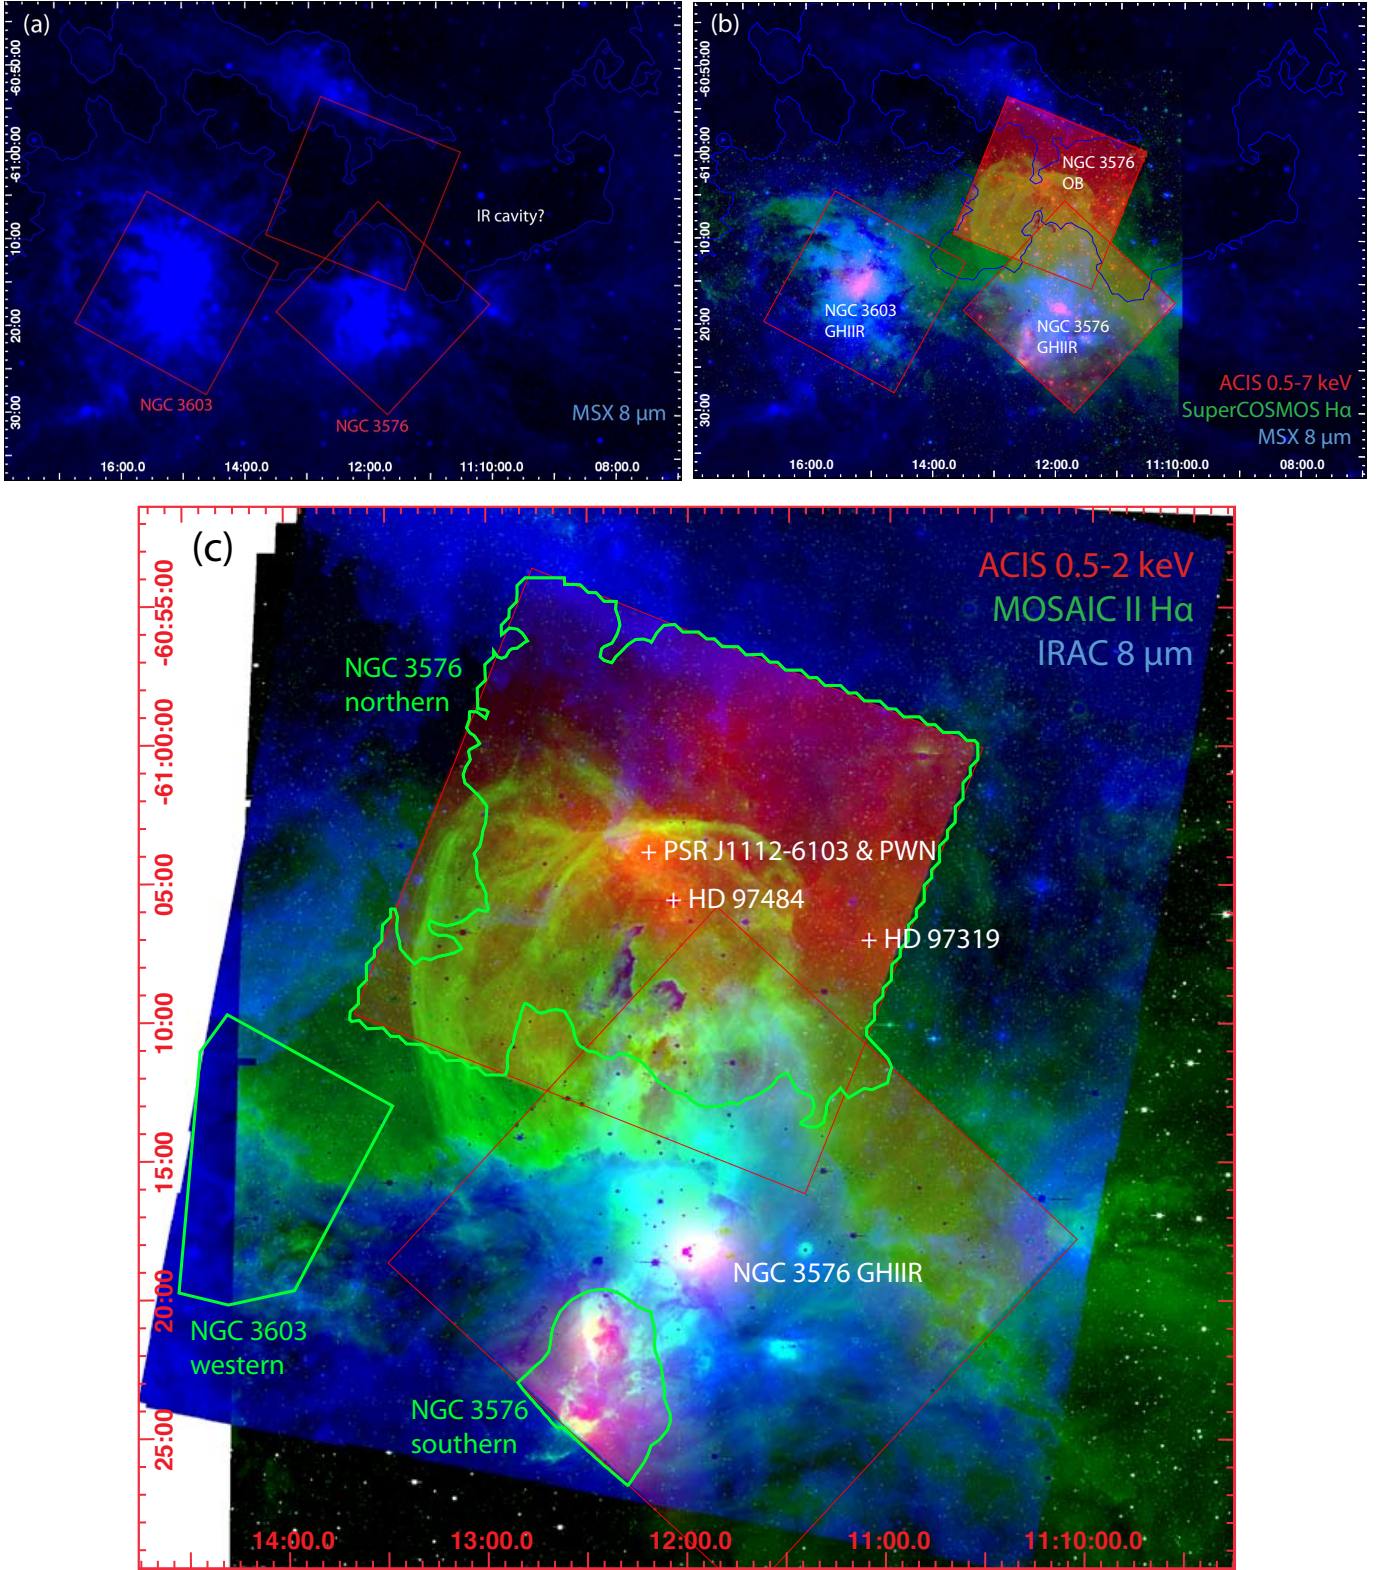 (a)
-60:50:00
-61:00:00
10:00
20:00
30:00
IR cavity?
NGC 3603
NGC 3576
MSX 8 μm
16:00.0
14:00.0
12:00.0
11:10:00.0
08:00.0
(b)
-60:50:00
-61:00:00
10:00
20:00
30:00
NGC 3576
OB
NGC 3603
GHIIR
NGC 3576
GHIIR
ACIS 0.5-7 keV
SuperCOSMOS Hα
MSX 8 μm
16:00.0
14:00.0
12:00.0
11:10:00.0
08:00.0
(c)
ACIS 0.5-2 keV
MOSAIC II Hα
IRAC 8 μm
-60:55:00
-61:00:00
05:00
10:00
15:00
20:00
25:00
NGC 3576
northern
+ PSR J1112-6103 & PWN
+ HD 97484
+ HD 97319
NGC 3576 GHIIR
NGC 3603
western
NGC 3576
southern
14:00.0
13:00.0
12:00.0
11:00.0
11:10:00.0